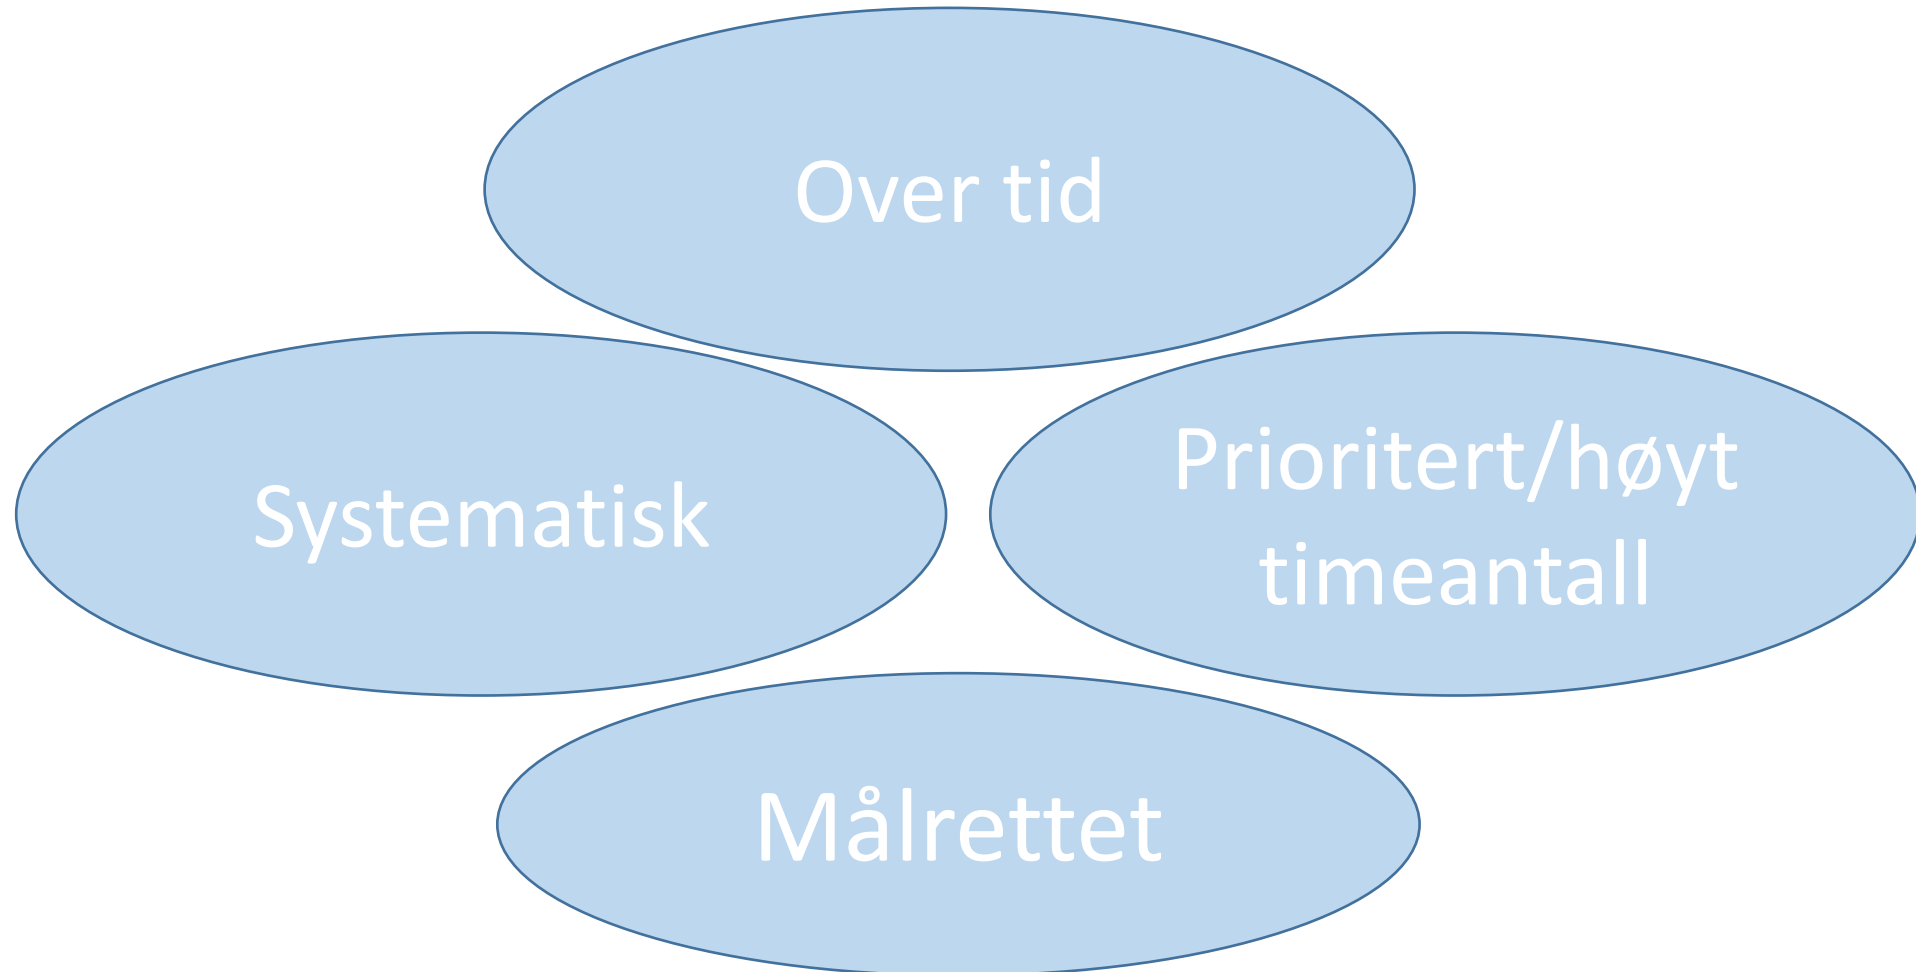 Over tid
Systematisk
Prioritert/høyt
timeantall
Målrettet